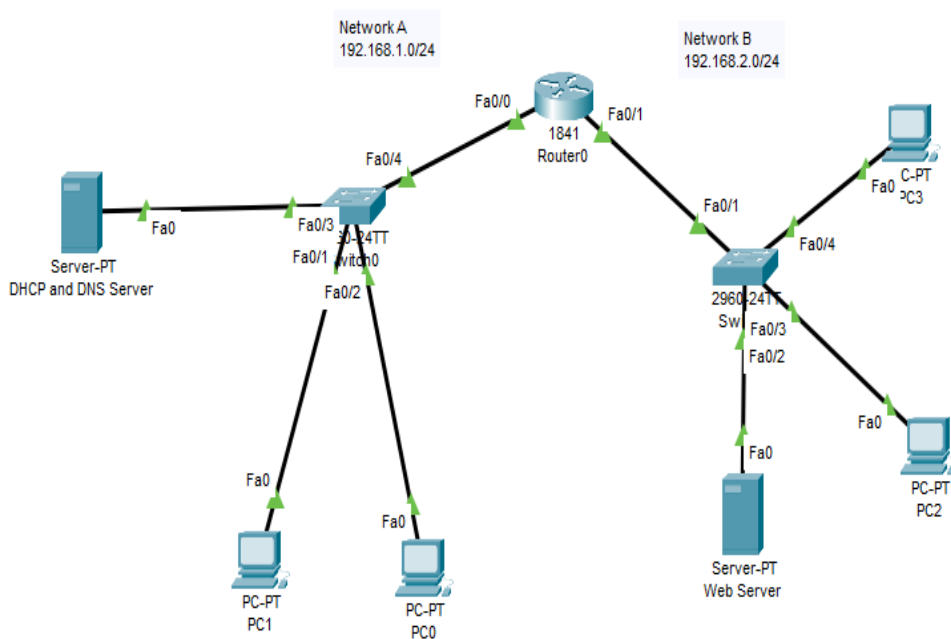 Network A
192.168.1.0/24
Network B
192.168.2.0/24
Fa0/0
1841
Router0
Fa0/1
Fa0/4
Fa0/3
Fa0
Server-PT
DHCP and DNS Server
Fa0/1
Fa0/2
Fa0
PC-PT
PC1
Fa0
PC-PT
PC0
Fa0/1
Fa0/4
Fa0
PC3
2960-24TT
Sw
Fa0/3
Fa0/2
Fa0
Server-PT
Web Server
Fa0
PC-PT
PC2